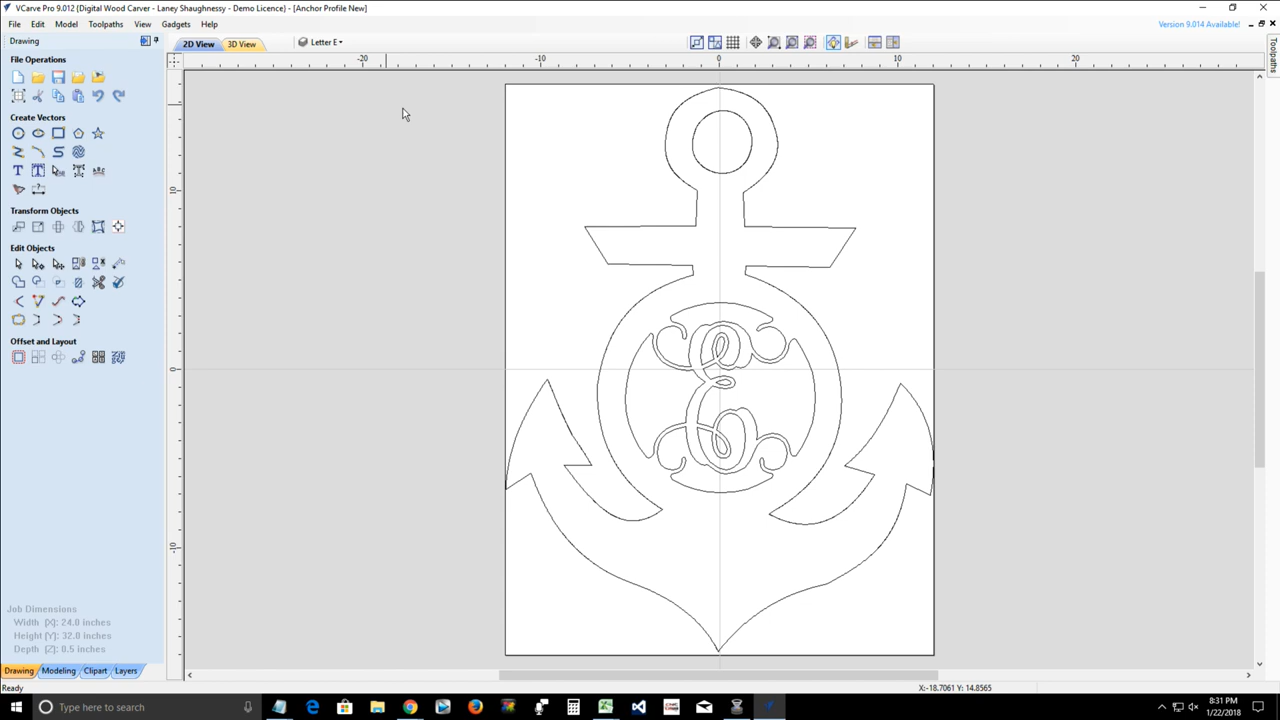 VCarve Pro 9.012 {Digital Wood Carver - Laney Shaughnessy - Demo Licence} - [Anchor Profile New]
File Edit Model Toolpaths View Gadgets Help
Version 9.014 Available!
Drawing
2D View
3D View
Letter E
File Operations
-20
-10
0
10
20
Toolpaths
Create Vectors
10
Transform Objects
Edit Objects
Offset and Layout
0
-10
Job Dimensions
Width (X): 24.0 inches
Height (Y): 32.0 inches
Depth (Z): 0.5 inches
Drawing Modeling Clipart Layers
Ready
X:-18.7061 Y: 14.8565
Type here to search
8:31 PM
1/22/2018